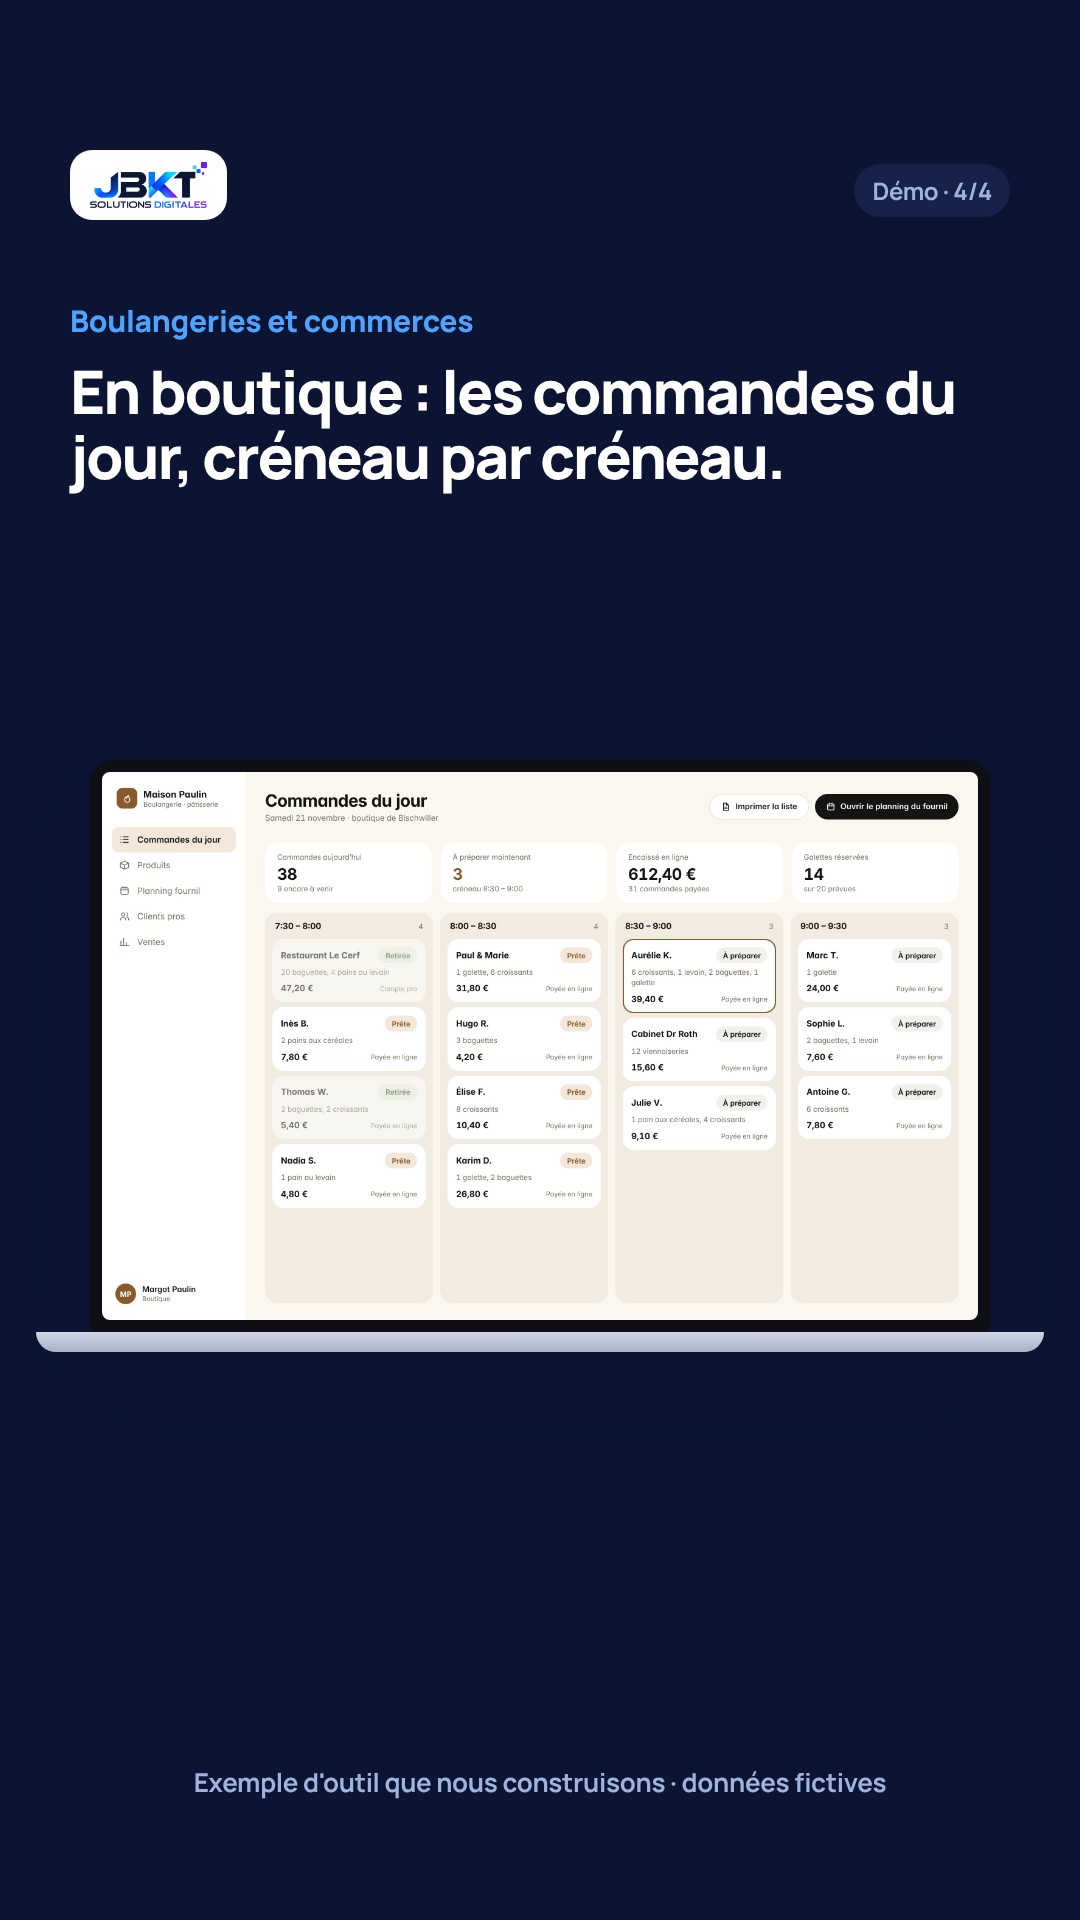 JBKT
SOLUTIONS DIGITALES
Démo · 4/4
Boulangeries et commerces
En boutique : les commandes du
jour, créneau par créneau.
Maison Paulin
Boulangerie · pâtisserie
Commandes du jour
Produits
Planning fournil
Clients pros
Ventes
Margot Paulin
Boutique
MP
Commandes du jour
Samedi 21 novembre · boutique de Bischwiller
Imprimer la liste
Ouvrir le planning du fournil
Commandes aujourd'hui
38
9 encore à venir
À préparer maintenant
3
créneau 8:30 – 9:00
Encaissé en ligne
612,40 €
31 commandes payées
Galettes réservées
14
sur 20 prévues
7:30 – 8:00 4
Restaurant Le Cerf Retirée
20 baguettes, 4 pains au levain
47,20 € Compte pro
Inès B. Prête
2 pains aux céréales
7,80 € Payée en ligne
Thomas W. Retirée
2 baguettes, 2 croissants
5,40 € Payée en ligne
Nadia S. Prête
1 pain au levain
4,80 € Payée en ligne
8:00 – 8:30 4
Paul & Marie Prête
1 galette, 6 croissants
31,80 € Payée en ligne
Hugo R. Prête
3 baguettes
4,20 € Payée en ligne
Élise F. Prête
8 croissants
10,40 € Payée en ligne
Karim D. Prête
1 galette, 2 baguettes
26,80 € Payée en ligne
8:30 – 9:00 3
Aurélie K. À préparer
6 croissants, 1 levain, 2 baguettes, 1
galette
39,40 € Payée en ligne
Cabinet Dr Roth À préparer
12 viennoiseries
15,60 € Payée en ligne
Julie V. À préparer
1 pain aux céréales, 4 croissants
9,10 € Payée en ligne
9:00 – 9:30 3
Marc T. À préparer
1 galette
24,00 € Payée en ligne
Sophie L. À préparer
2 baguettes, 1 levain
7,60 € Payée en ligne
Antoine G. À préparer
6 croissants
7,80 € Payée en ligne
Exemple d'outil que nous construisons · données fictives